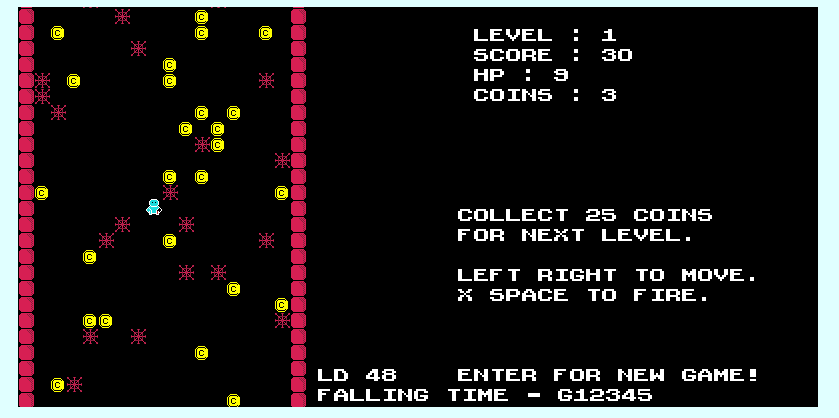 LEVEL : 1
SCORE : 30
HP : 9
COINS : 3
COLLECT 25 COINS
FOR NEXT LEVEL.
LEFT RIGHT TO MOVE.
X SPACE TO FIRE.
LD 48 ENTER FOR NEW GAME!
FALLING TIME - G12345